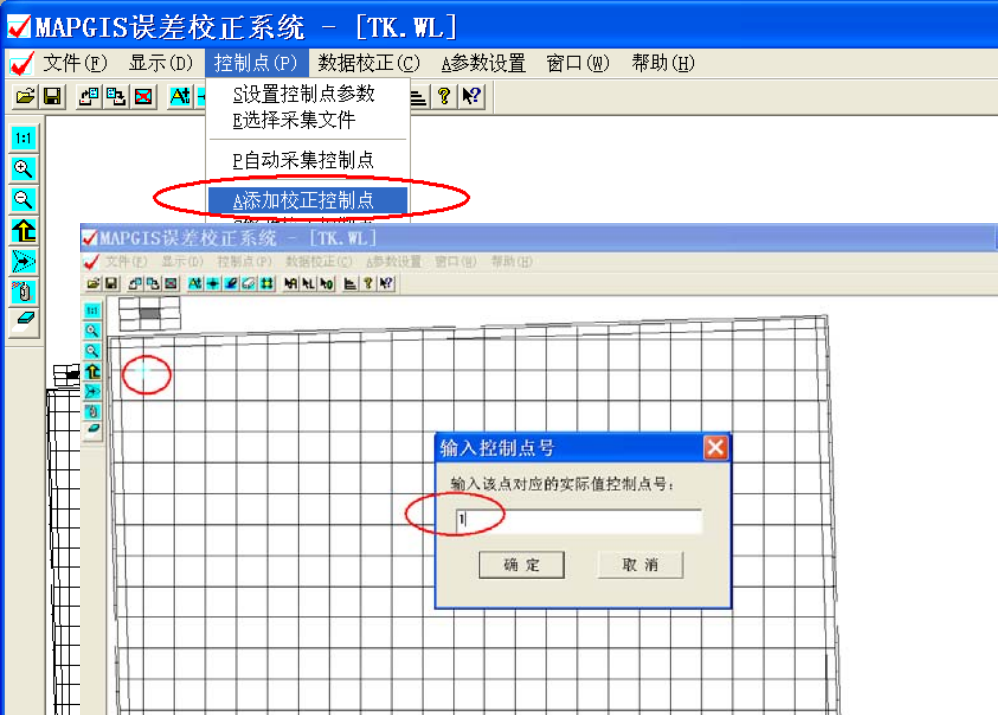 MAPGIS误差校正系统 - [TK.WL]
文件(F) 显示(D) 控制点(P) 数据校正(C) A参数设置 窗口(W) 帮助(H)
S设置控制点参数
E选择采集文件
P自动采集控制点
A添加校正控制点
1:1
MAPGIS误差校正系统 - [TK.WL]
文件(F) 显示(D) 控制点(P) 数据校正(C) A参数设置 窗口(W) 帮助(H)
1:1
输入控制点号
输入该点对应的实际值控制点号:
1
确定 取消